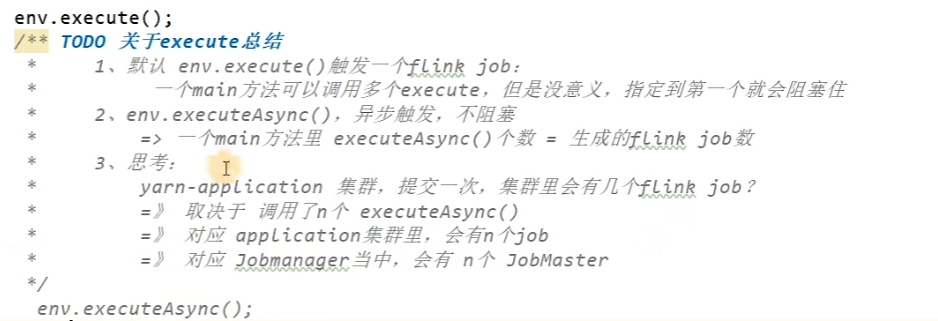 env.execute();
/** TODO 关于execute总结
* 1、默认 env.execute()触发一个flink job：
* 一个main方法可以调用多个execute，但是没意义，指定到第一个就会阻塞住
* 2、env.executeAsync()，异步触发，不阻塞
* => 一个main方法里 executeAsync()个数 = 生成的flink job数
* 3、思考：
* yarn-application 集群，提交一次，集群里会有几个flink job？
* =》 取决于 调用了n个 executeAsync()
* =》 对应 application集群里，会有n个job
* =》 对应 Jobmanager当中，会有 n个 JobMaster
*/
env.executeAsync();